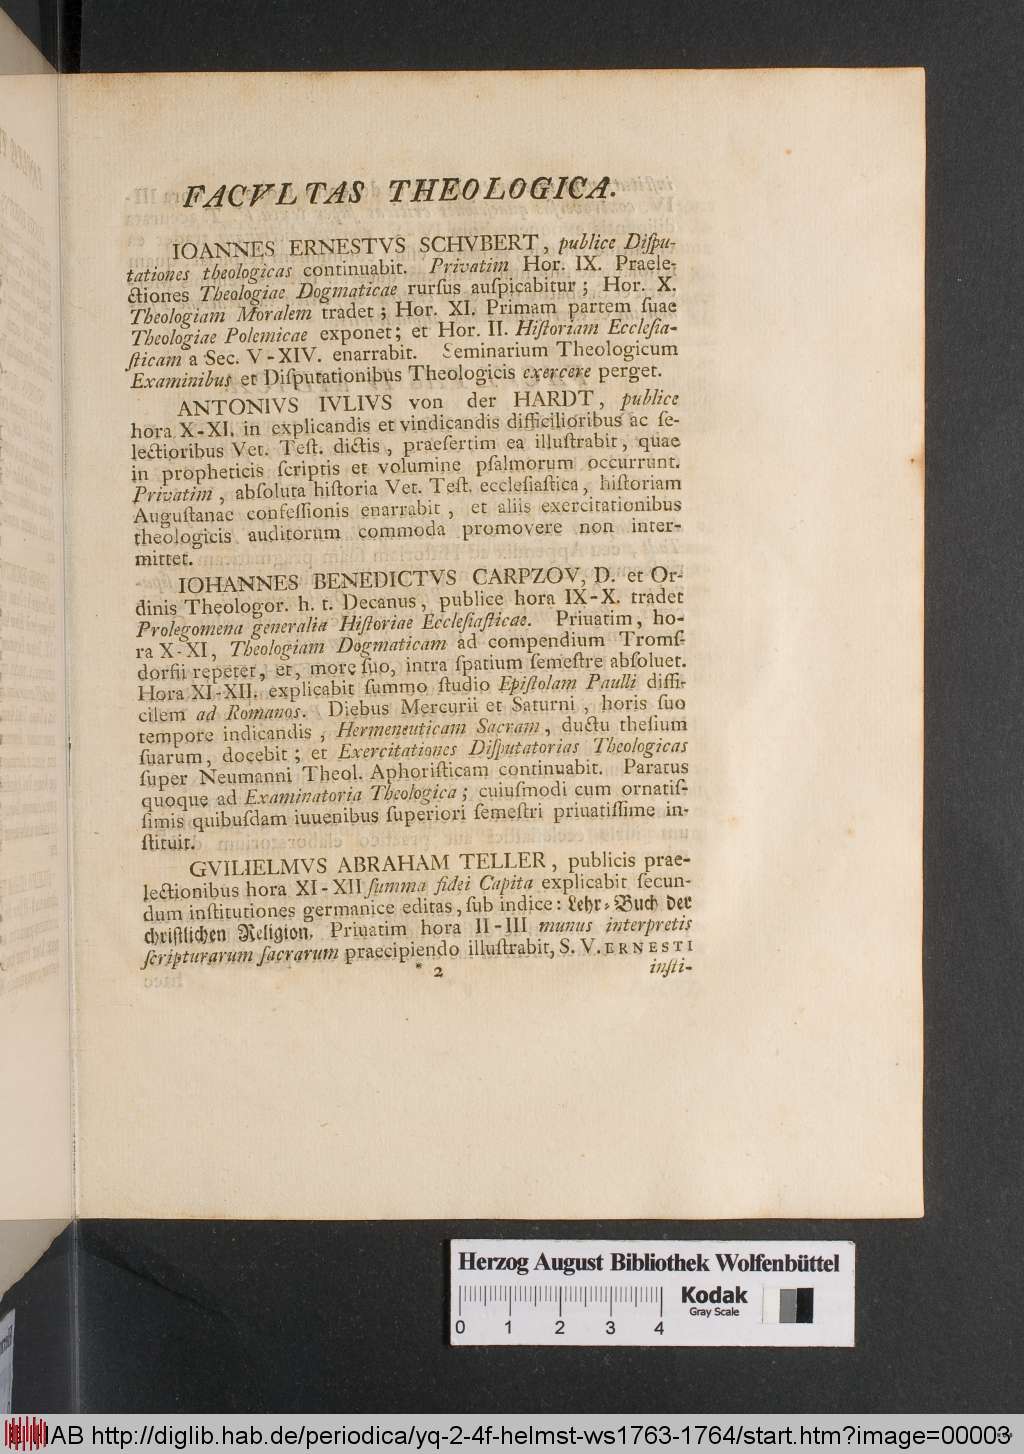 FACVLTAS THEOLOGICA.
IOANNES ERNESTVS SCHVBERT, publice Diſpu-
tationes theologicas continuabit. Privatim Hor. IX. Praele-
ctiones Theologiae Dogmaticae rurſus auſpicabitur; Hor. X.
Theologiam Moralem tradet; Hor. XI. Primam partem ſuae
Theologiae Polemicae exponet; et Hor. II. Hiſtoriam Eccleſia-
ſticam a Sec. V-XIV. enarrabit. Seminarium Theologicum
Examinibus et Diſputationibus Theologicis exercere perget.
ANTONIVS IVLIVS von der HARDT, publice
hora X-XI. in explicandis et vindicandis difficilioribus ac ſe-
lectioribus Vet. Teſt. dictis, praeſertim ea illuſtrabit, quae
in propheticis ſcriptis et volumine pſalmorum occurrunt.
Privatim, abſoluta hiſtoria Vet. Teſt. eccleſiaſtica, hiſtoriam
Auguſtanae confeſſionis enarrabit, et aliis exercitationibus
theologicis auditorum commoda promovere non inter-
mittet.
IOHANNES BENEDICTVS CARPZOV, D. et Or-
dinis Theologor. h. t. Decanus, publice hora IX-X. tradet
Prolegomena generalia Hiſtoriae Eccleſiaſticae. Priuatim, ho-
ra X-XI, Theologiam Dogmaticam ad compendium Tromſ-
dorfii repetet, et, more ſuo, intra ſpatium ſemeſtre abſoluet.
Hora XI-XII. explicabit ſummo ſtudio Epiſtolam Paulli diffi-
cilem ad Romanos. Diebus Mercurii et Saturni, horis ſuo
tempore indicandis, Hermeneuticam Sacram, ductu theſium
ſuarum, docebit; et Exercitationes Diſputatorias Theologicas
ſuper Neumanni Theol. Aphoriſticam continuabit. Paratus
quoque ad Examinatoria Theologica; cuiuſmodi cum ornatiſ-
ſimis quibuſdam iuuenibus ſuperiori ſemeſtri priuatiſſime in-
ſtituit.
GVILIELMVS ABRAHAM TELLER, publicis prae-
lectionibus hora XI-XII ſumma fidei Capita explicabit ſecun-
dum inſtitutiones germanice editas, ſub indice: Lehr-Buch der
chriſtlichen Religion. Priuatim hora II-III munus interpretis
ſcripturarum ſacrarum praecipiendo illuſtrabit, S. V. ERNESTI
* 2 inſti-
Herzog August Bibliothek Wolfenbüttel
Kodak
Gray Scale
0 1 2 3 4
HAB http://diglib.hab.de/periodica/yq-2-4f-helmst-ws1763-1764/start.htm?image=00003